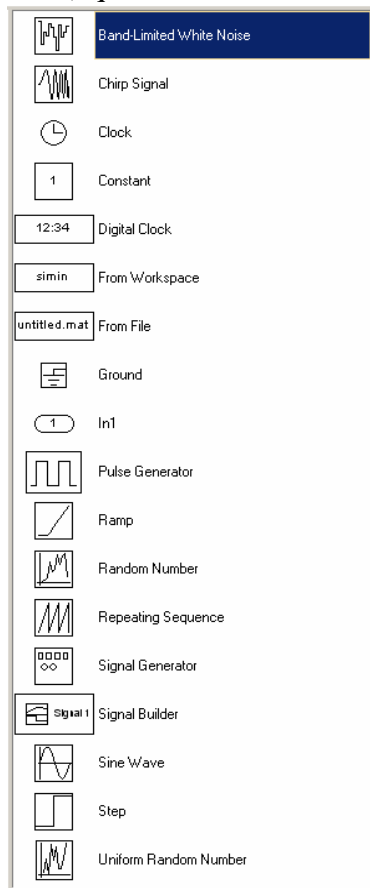 Band-Limited White Noise
Chirp Signal
Clock
1 Constant
12:34 Digital Clock
simin From Workspace
untitled.mat From File
Ground
1 In1
Pulse Generator
Ramp
Random Number
Repeating Sequence
Signal Generator
Signal 1 Signal Builder
Sine Wave
Step
Uniform Random Number